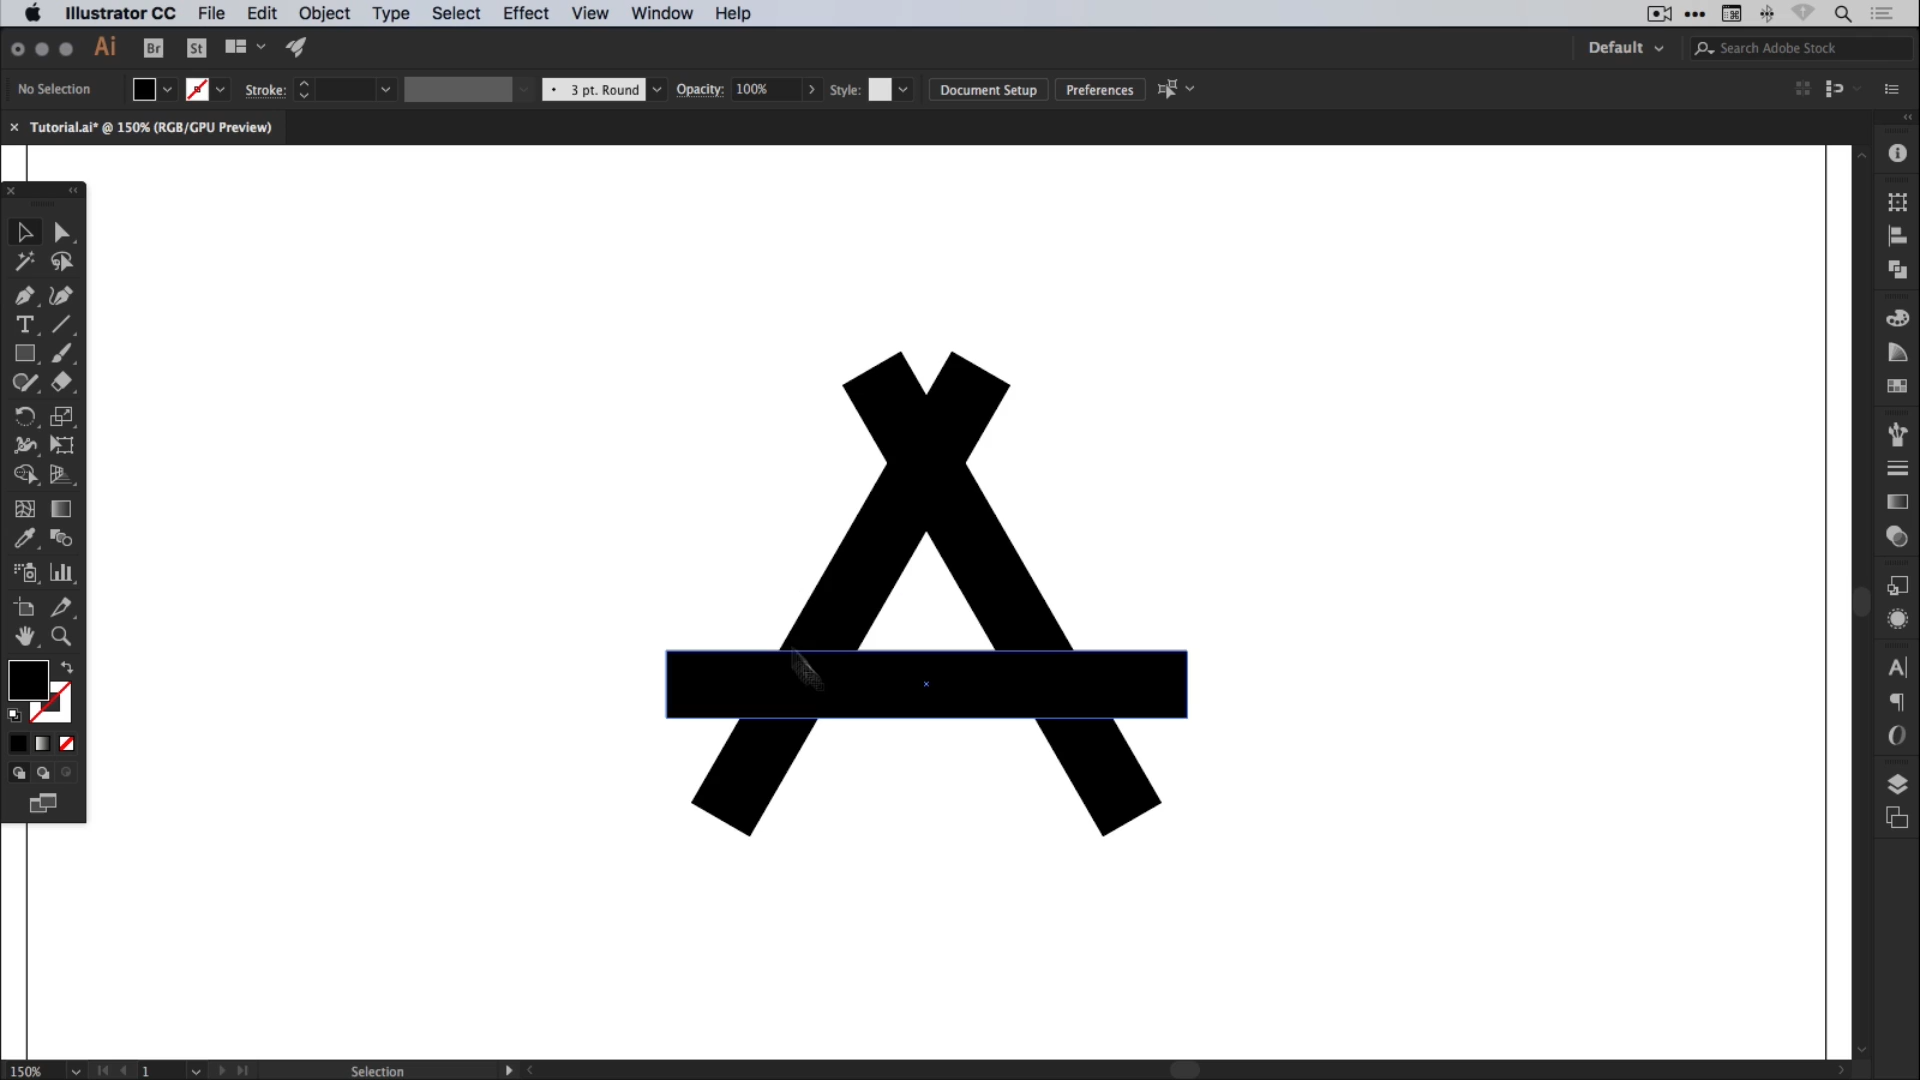 Illustrator CC File Edit Object Type Select Effect View Window Help
Ai Br St Default Search Adobe Stock
No Selection Stroke: 3 pt. Round Opacity: 100% Style: Document Setup Preferences
Tutorial.ai* @ 150% (RGB/GPU Preview)
150% 1 Selection